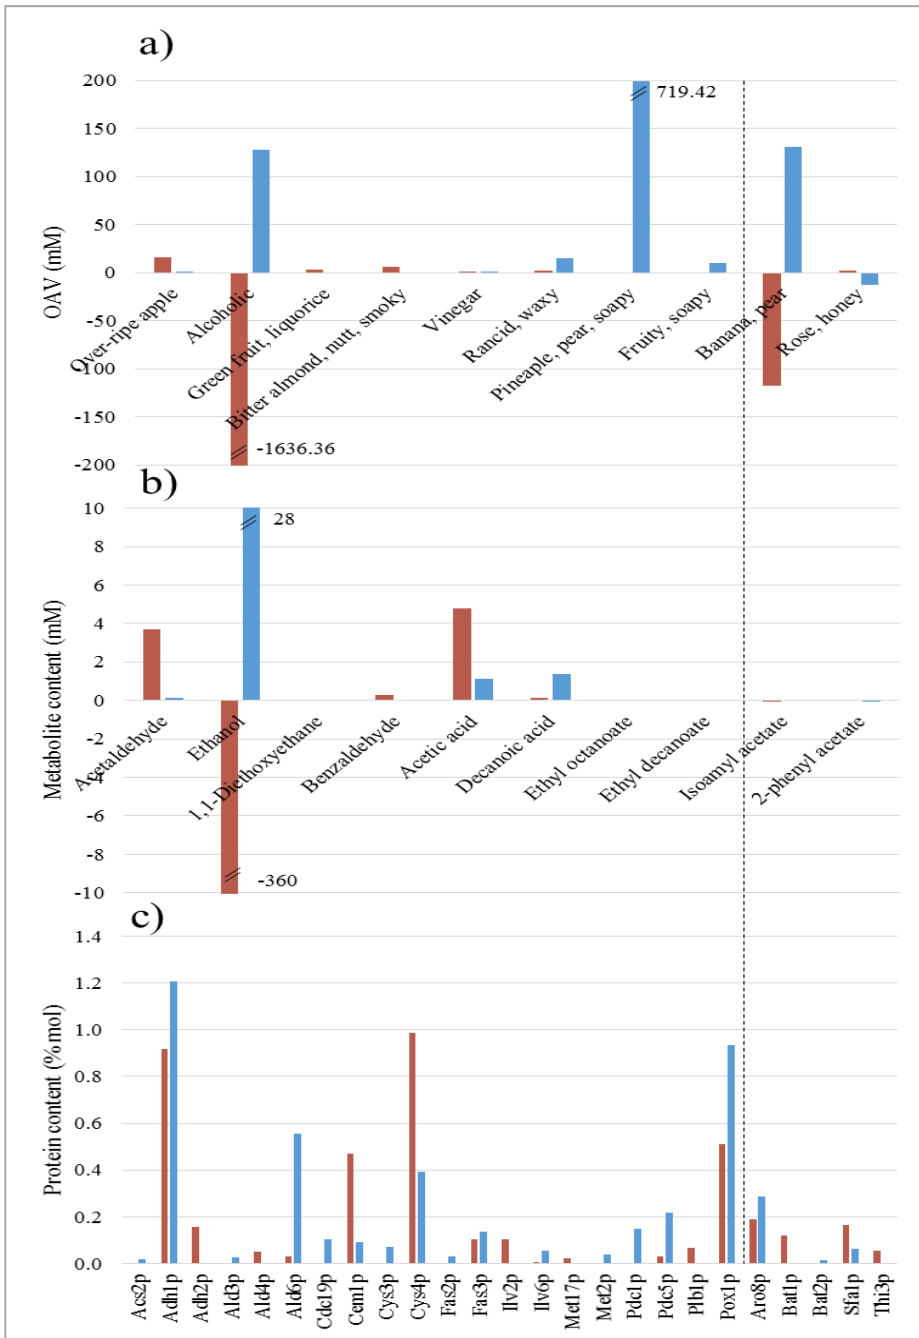 a)
200
719.42
150
100
50
0
-50
-100
-150
-200
OAV (mM)
Over-ripe apple
Alcoholic
Green fruit, liquorice
Bitter almond, nutt, smoky
Vinegar
Rancid, waxy
Pineaple, pear, soapy
Fruity, soapy
Banana, pear
Rose, honey
-1636.36
b)
10
28
8
6
4
2
0
-2
-4
-6
-8
-10
Metabolite content (mM)
Acetaldehyde
Ethanol
1,1-Diethoxyethane
Benzaldehyde
Acetic acid
Decanoic acid
Ethyl octanoate
Ethyl decanoate
Isoamyl acetate
2-phenyl acetate
-360
c)
1.4
1.2
1.0
0.8
0.6
0.4
0.2
0.0
Protein content (%mol)
Acs2p
Adh1p
Adh2p
Ald3p
Ald4p
Ald6p
Cdc19p
Cem1p
Cys3p
Cys4p
Fas2p
Fas3p
Ilv2p
Ilv6p
Met17p
Met2p
Pdc1p
Pdc5p
Plb1p
Pox1p
Aro8p
Bat1p
Bat2p
Sfa1p
Thi3p